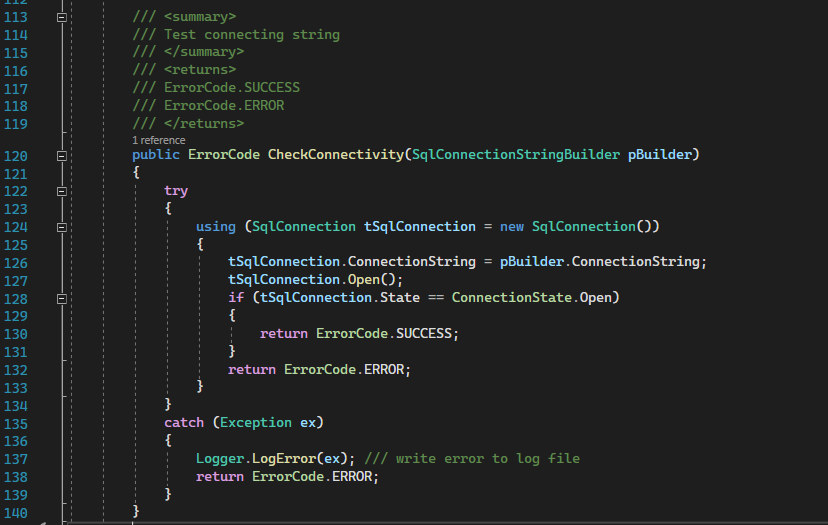 113 /// <summary>
114 /// Test connecting string
115 /// </summary>
116 /// <returns>
117 /// ErrorCode.SUCCESS
118 /// ErrorCode.ERROR
119 /// </returns>
1 reference
120 public ErrorCode CheckConnectivity(SqlConnectionStringBuilder pBuilder)
121 {
122 try
123 {
124 using (SqlConnection tSqlConnection = new SqlConnection())
125 {
126 tSqlConnection.ConnectionString = pBuilder.ConnectionString;
127 tSqlConnection.Open();
128 if (tSqlConnection.State == ConnectionState.Open)
129 {
130 return ErrorCode.SUCCESS;
131 }
132 return ErrorCode.ERROR;
133 }
134 }
135 catch (Exception ex)
136 {
137 Logger.LogError(ex); /// write error to log file
138 return ErrorCode.ERROR;
139 }
140 }